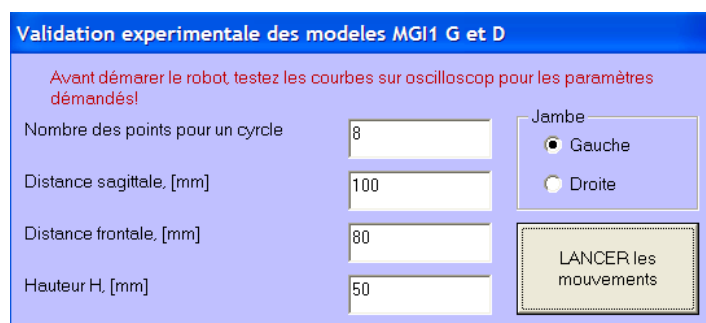 Validation experimentale des modeles MGI1 G et D
Avant démarer le robot, testez les courbes sur oscilloscop pour les paramètres
démandés!
Nombre des points pour un cyrcle
8
Jambe
Gauche
Distance sagittale, [mm]
100
Droite
Distance frontale, [mm]
80
LANCER les
mouvements
Hauteur H, [mm]
50